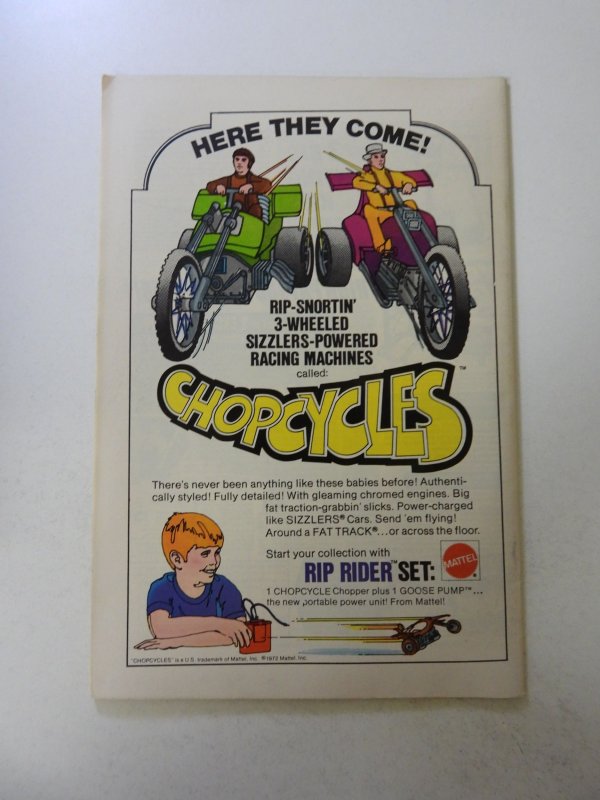 HERE THEY COME!
RIP-SNORTIN'
3-WHEELED
SIZZLERS-POWERED
RACING MACHINES
called:
CHOPCYCLES™
There's never been anything like these babies before! Authenti-
cally styled! Fully detailed! With gleaming chromed engines. Big
fat traction-grabbin' slicks. Power-charged
like SIZZLERS® Cars. Send 'em flying!
Around a FAT TRACK®...or across the floor.
Start your collection with
RIP RIDER™ SET:
MATTEL®
1 CHOPCYCLE Chopper plus 1 GOOSE PUMP™...
the new portable power unit! From Mattel!
"CHOPCYCLES" is a U.S. trademark of Mattel, Inc. ©1972 Mattel, Inc.